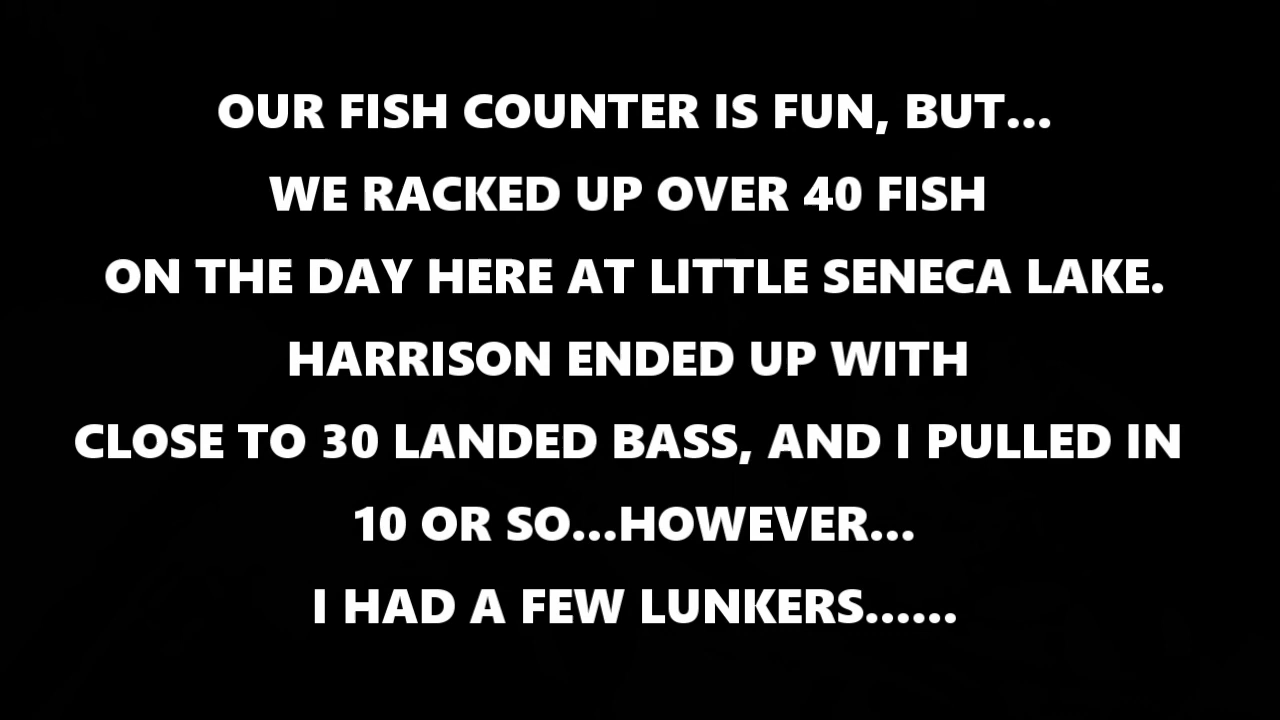 OUR FISH COUNTER IS FUN, BUT...
WE RACKED UP OVER 40 FISH
ON THE DAY HERE AT LITTLE SENECA LAKE.
HARRISON ENDED UP WITH
CLOSE TO 30 LANDED BASS, AND I PULLED IN
10 OR SO...HOWEVER...
I HAD A FEW LUNKERS......